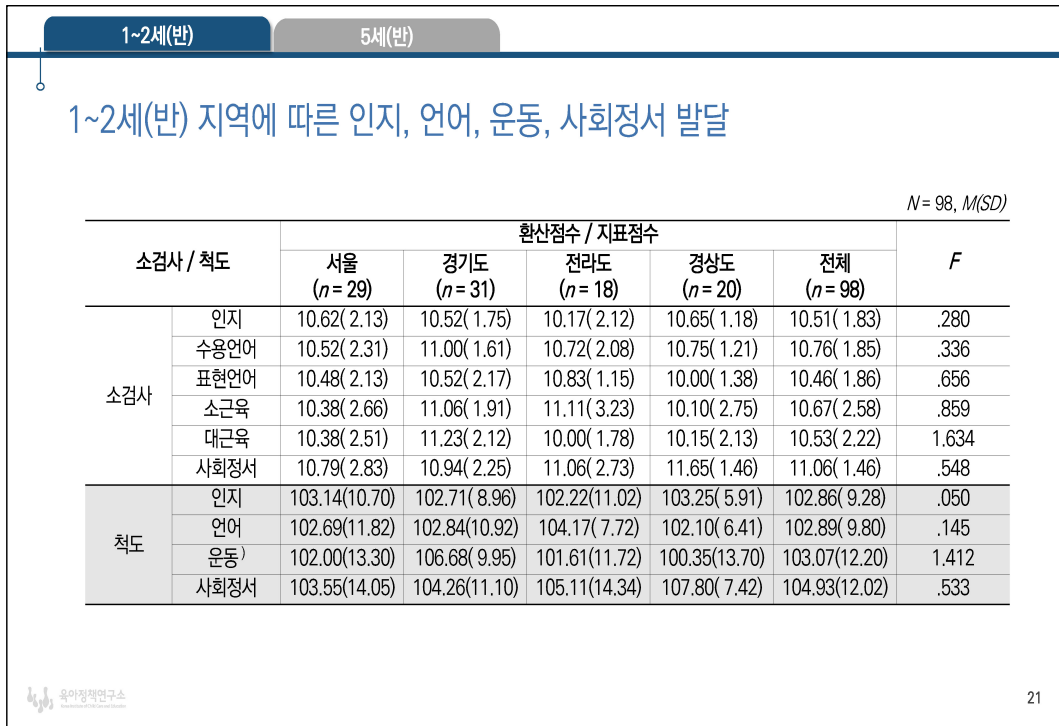 1~2세(반) 5세(반)
1~2세(반) 지역에 따른 인지, 언어, 운동, 사회정서 발달
N = 98, M(SD)
소검사 / 척도 환산점수 / 지표점수 F
서울 경기도 전라도 경상도 전체
(n = 29) (n = 31) (n = 18) (n = 20) (n = 98)
소검사 인지 10.62( 2.13) 10.52( 1.75) 10.17( 2.12) 10.65( 1.18) 10.51( 1.83) .280
수용언어 10.52( 2.31) 11.00( 1.61) 10.72( 2.08) 10.75( 1.21) 10.76( 1.85) .336
표현언어 10.48( 2.13) 10.52( 2.17) 10.83( 1.15) 10.00( 1.38) 10.46( 1.86) .656
소근육 10.38( 2.66) 11.06( 1.91) 11.11( 3.23) 10.10( 2.75) 10.67( 2.58) .859
대근육 10.38( 2.51) 11.23( 2.12) 10.00( 1.78) 10.15( 2.13) 10.53( 2.22) 1.634
사회정서 10.79( 2.83) 10.94( 2.25) 11.06( 2.73) 11.65( 1.46) 11.06( 1.46) .548
척도 인지 103.14(10.70) 102.71( 8.96) 102.22(11.02) 103.25( 5.91) 102.86( 9.28) .050
언어 102.69(11.82) 102.84(10.92) 104.17( 7.72) 102.10( 6.41) 102.89( 9.80) .145
운동) 102.00(13.30) 106.68( 9.95) 101.61(11.72) 100.35(13.70) 103.07(12.20) 1.412
사회정서 103.55(14.05) 104.26(11.10) 105.11(14.34) 107.80( 7.42) 104.93(12.02) .533
육아정책연구소
21